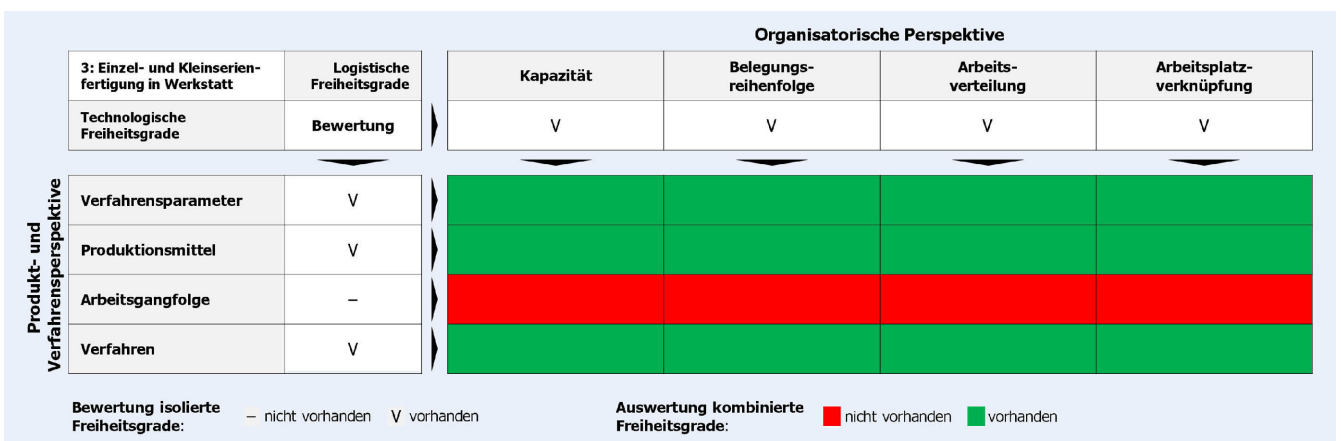 Organisatorische Perspektive
3: Einzel- und Kleinserien-
fertigung in Werkstatt
Logistische
Freiheitsgrade
Kapazität
Belegungs-
reihenfolge
Arbeits-
verteilung
Arbeitsplatz-
verknüpfung
Technologische
Freiheitsgrade
Bewertung
V
V
V
V
Produkt- und
Verfahrensperspektive
Verfahrensparameter
V
Produktionsmittel
V
Arbeitsgangfolge
–
Verfahren
V
Bewertung isolierte
Freiheitsgrade:
– nicht vorhanden V vorhanden
Auswertung kombinierte
Freiheitsgrade:
nicht vorhanden vorhanden